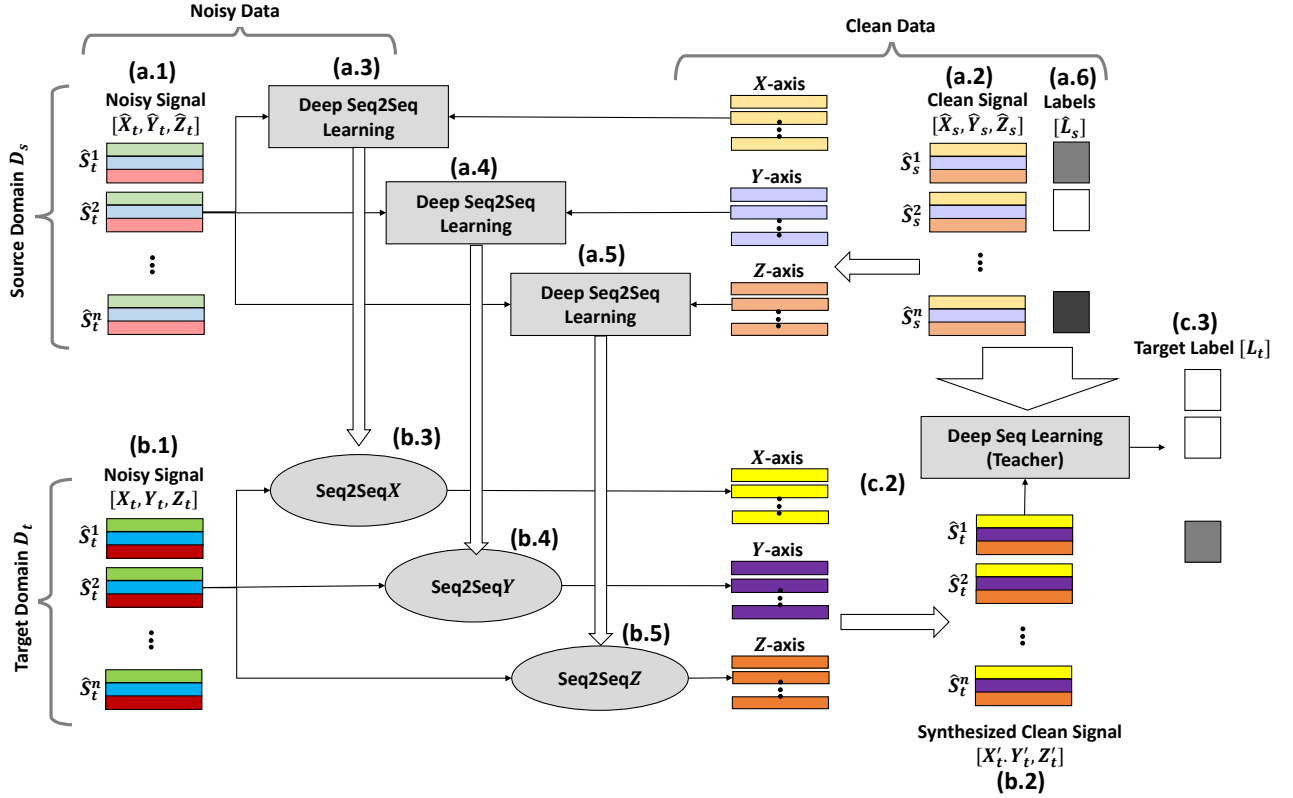 Noisy Data
Clean Data
(a.1)
Noisy Signal
[X̂ₜ, Ŷₜ, Ẑₜ]
(a.3)
Deep Seq2Seq
Learning
X-axis
(a.2)
Clean Signal
[X̂ₛ, Ŷₛ, Ẑₛ]
(a.6)
Labels
[L̂ₛ]
Source Domain Dₛ
Ŝₜ¹
Ŝₜ²
Ŝₜⁿ
(a.4)
Deep Seq2Seq
Learning
Y-axis
Ŝₛ¹
Ŝₛ²
Ŝₛⁿ
(a.5)
Deep Seq2Seq
Learning
Z-axis
(c.3)
Target Label [Lₜ]
Deep Seq Learning
(Teacher)
(c.2)
Target Domain Dₜ
(b.1)
Noisy Signal
[Xₜ, Yₜ, Zₜ]
Ŝₜ¹
Ŝₜ²
Ŝₜⁿ
(b.3)
Seq2SeqX
X-axis
(b.4)
Seq2SeqY
Y-axis
(b.5)
Seq2SeqZ
Z-axis
Ŝₜ¹
Ŝₜ²
Ŝₜⁿ
Synthesized Clean Signal
[X′ₜ. Y′ₜ, Z′ₜ]
(b.2)